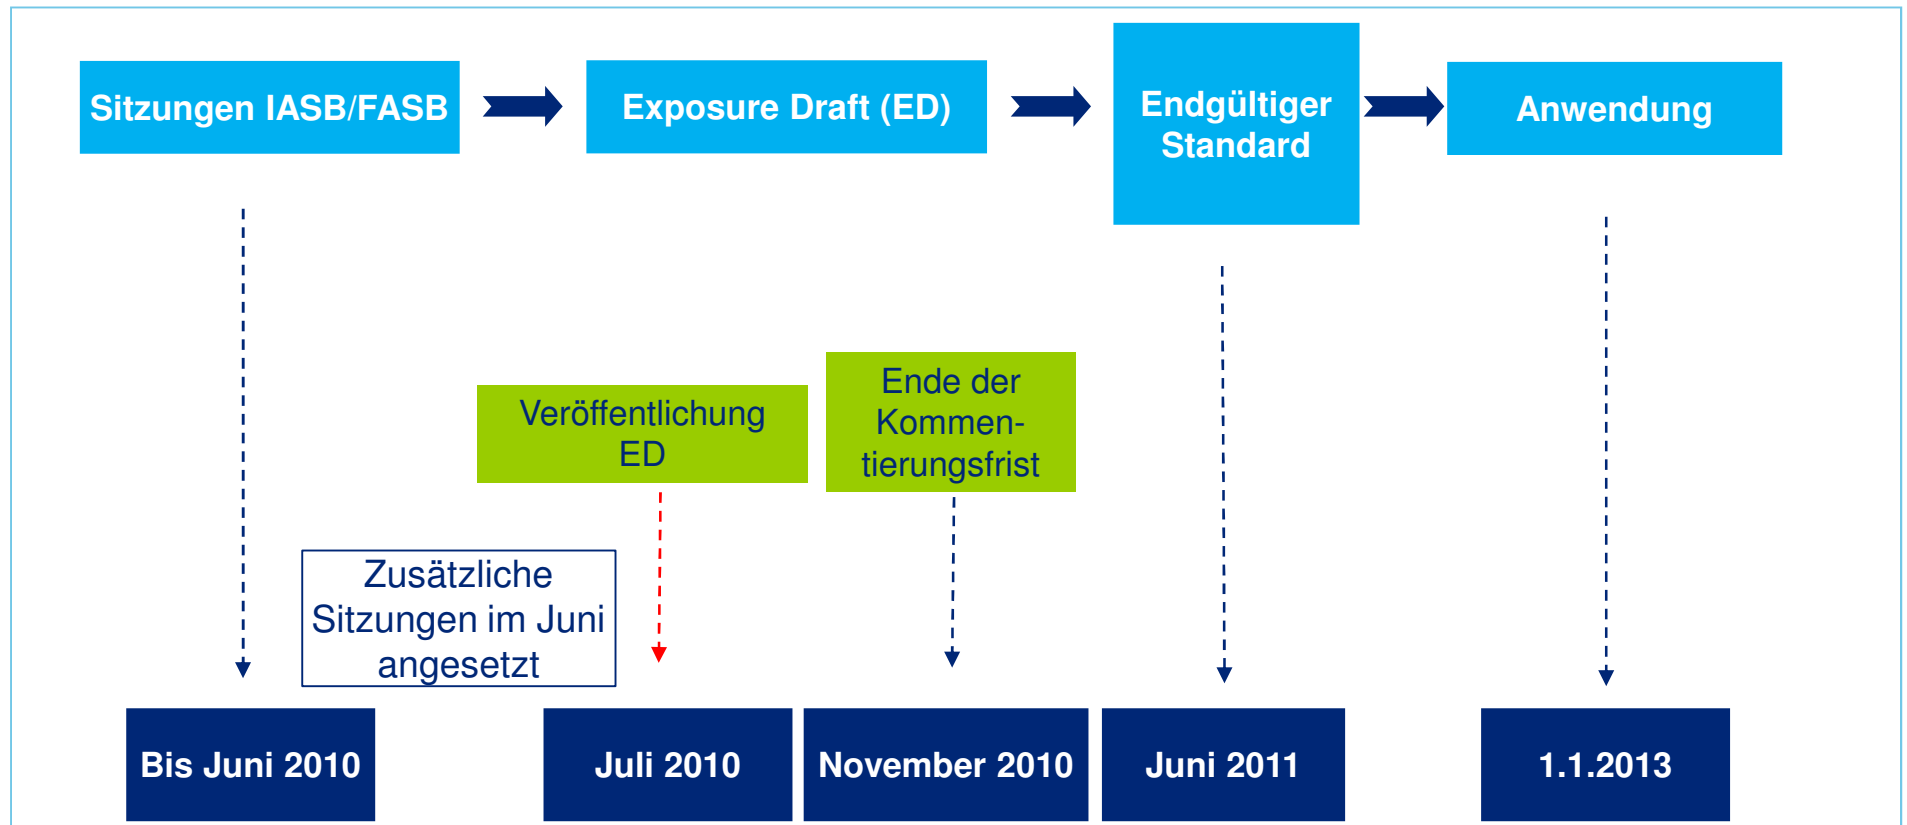 Sitzungen IASB/FASB
Exposure Draft (ED)
Endgültiger
Standard
Anwendung
Veröffentlichung
ED
Ende der
Kommen-
tierungsfrist
Zusätzliche
Sitzungen im Juni
angesetzt
Bis Juni 2010
Juli 2010
November 2010
Juni 2011
1.1.2013